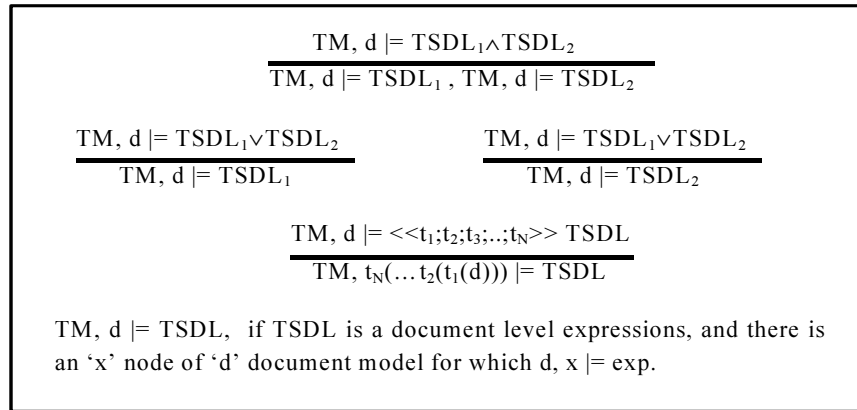 TM, d |= TSDL₁∧TSDL₂
TM, d |= TSDL₁ , TM, d |= TSDL₂
TM, d |= TSDL₁∨TSDL₂
TM, d |= TSDL₁
TM, d |= TSDL₁∨TSDL₂
TM, d |= TSDL₂
TM, d |= <<t₁;t₂;t₃;..;t_N>> TSDL
TM, t_N(…t₂(t₁(d))) |= TSDL
TM, d |= TSDL, if TSDL is a document level expressions, and there is
an ‘x’ node of ‘d’ document model for which d, x |= exp.